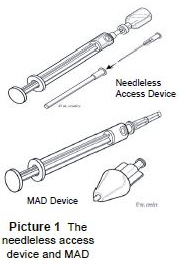 Needleless
Access Device
MAD Device
Picture 1 The
needleless access
device and MAD